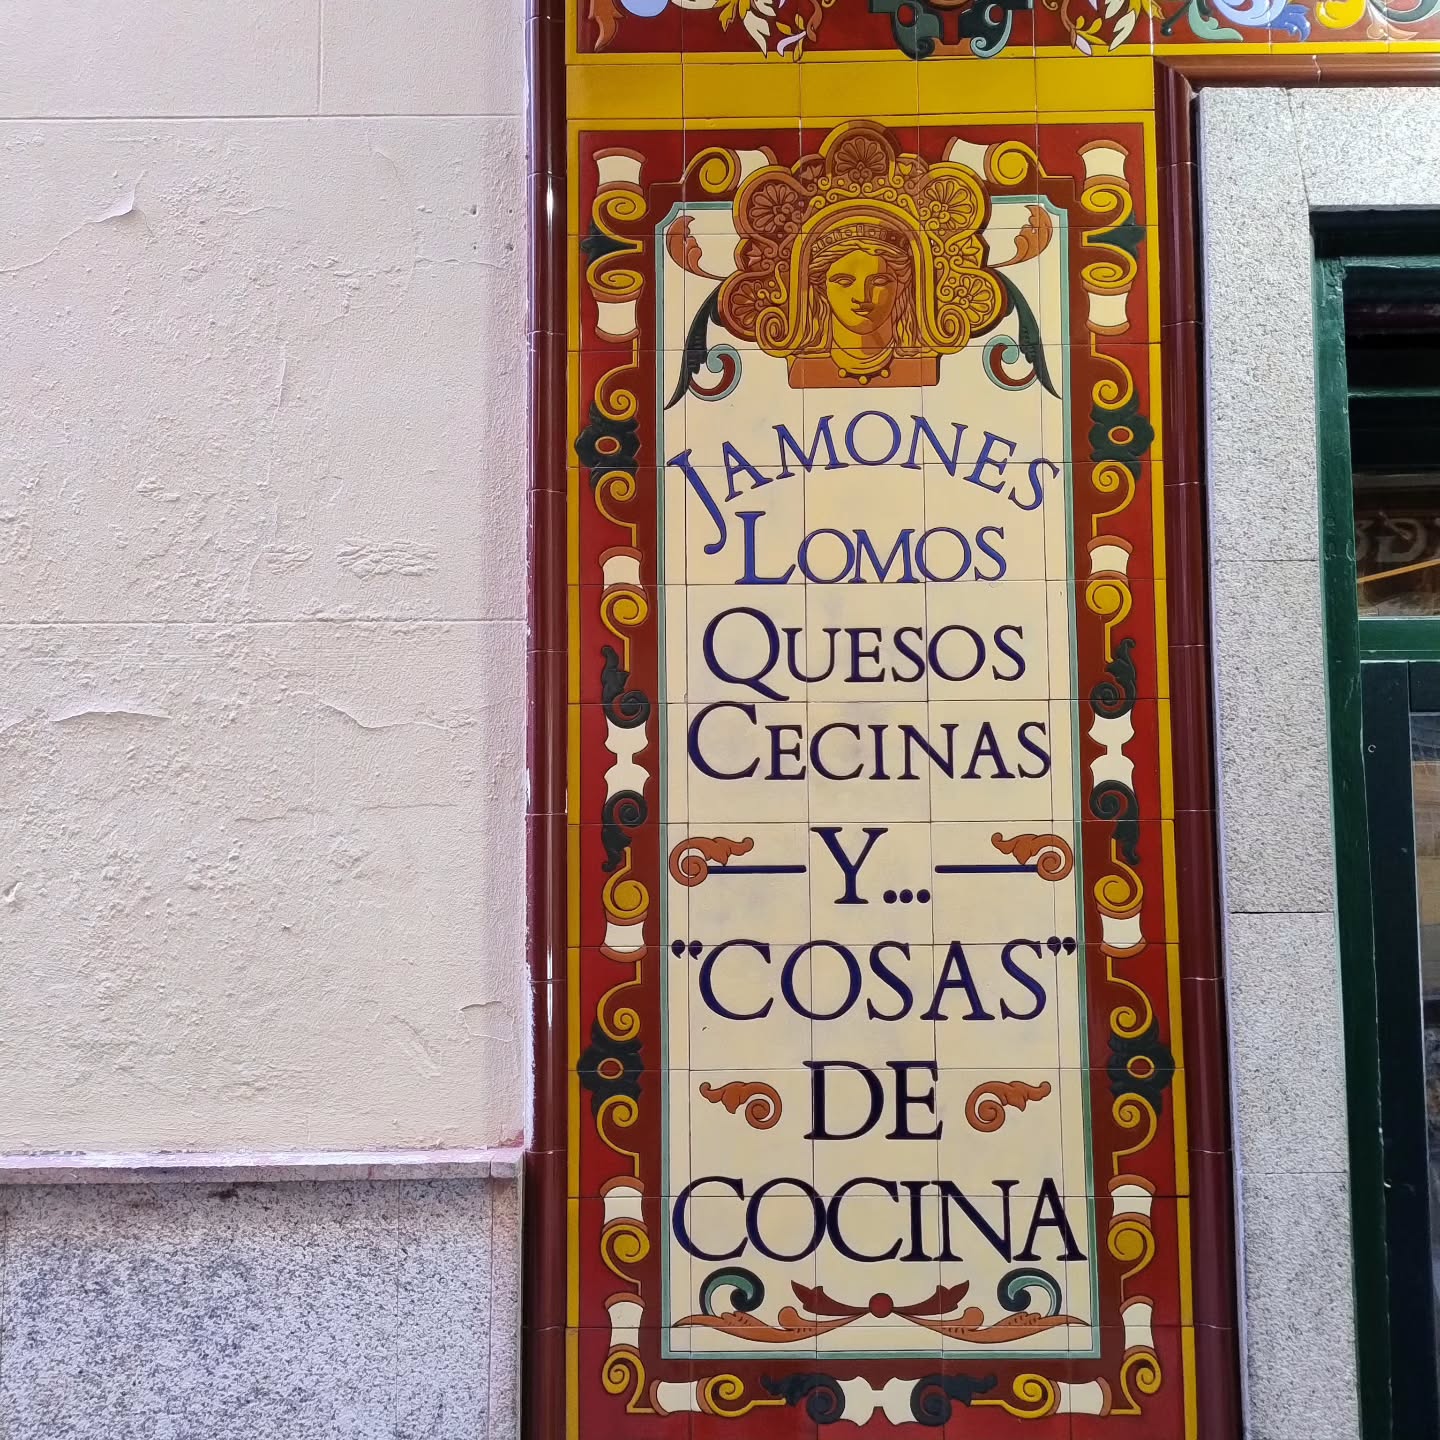 JAMONES
LOMOS
QUESOS
CECINAS
Y...
"COSAS"
DE
COCINA